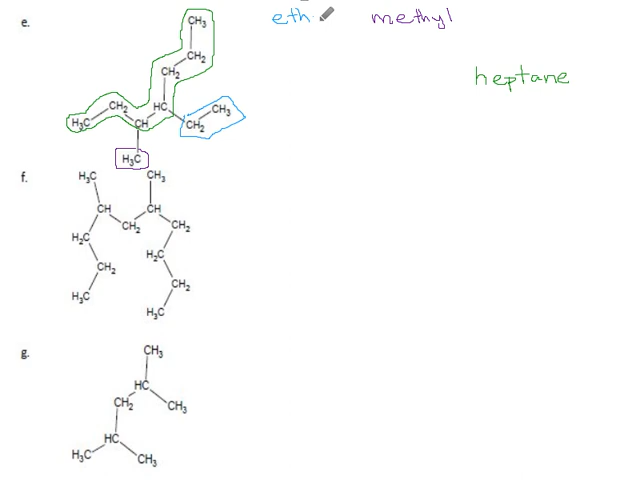 e. CH₃ eth methyl
CH₂
CH₂ heptane
CH₂ HC CH₃
H₃C CH CH₂
H₃C
f. H₃C CH₃
CH CH
CH₂ CH₂
H₂C H₂C
CH₂ CH₂
H₃C H₃C
g. CH₃
HC
CH₂ CH₃
HC
H₃C CH₃